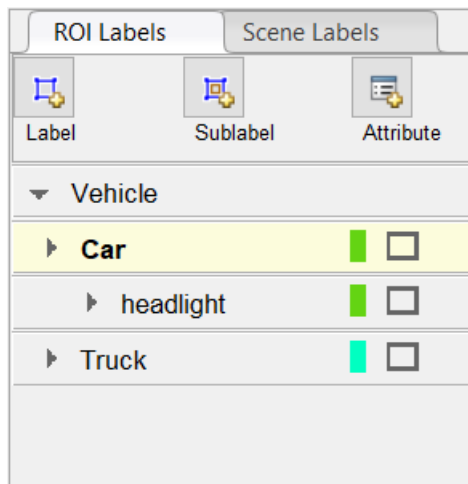 ROI Labels Scene Labels
Label Sublabel Attribute
Vehicle
Car
headlight
Truck